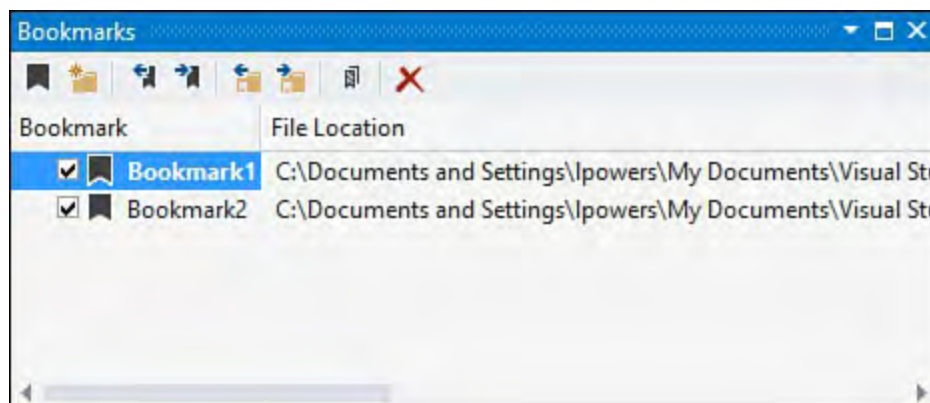 Bookmarks
Bookmark File Location
Bookmark1 C:\Documents and Settings\lpowers\My Documents\Visual Stu
Bookmark2 C:\Documents and Settings\lpowers\My Documents\Visual Stu